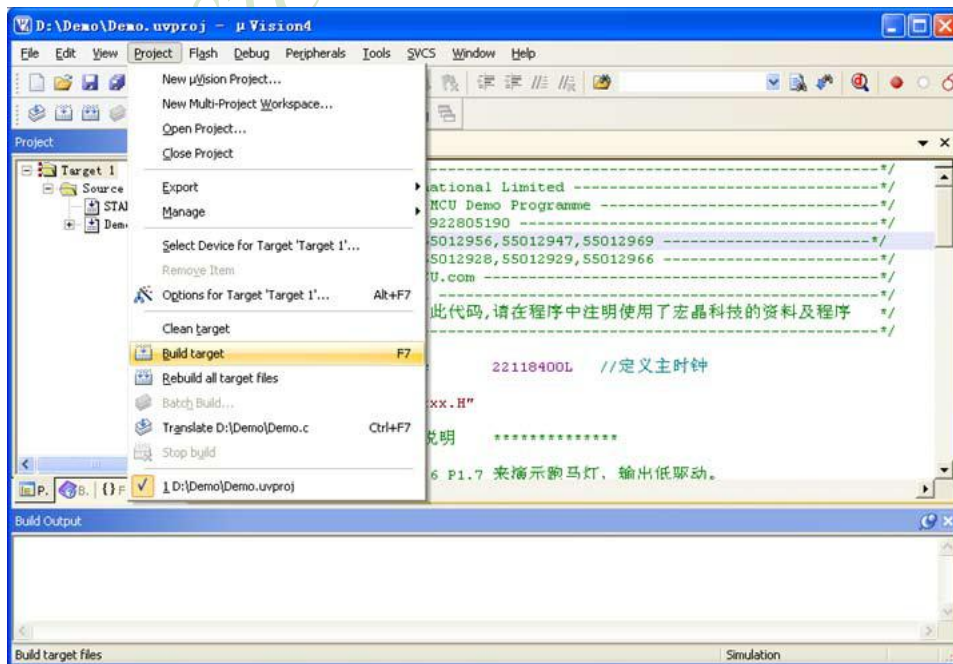 D:\Demo\Demo.uvproj - µVision4
File Edit View Project Flash Debug Peripherals Tools SVCS Window Help
New µVision Project...
New Multi-Project Workspace...
Open Project...
Close Project
Export
Manage
Select Device for Target 'Target 1'...
Remove Item
Options for Target 'Target 1'... Alt+F7
Clean target
Build target F7
Rebuild all target files
Batch Build...
Translate D:\Demo\Demo.c Ctrl+F7
Stop build
1 D:\Demo\Demo.uvproj
Project
Target 1
Source
STA
Dem
P. B. {} F
----------------------------------------------*/
national Limited ------------------------------*/
MCU Demo Programme ----------------------------*/
922805190 -------------------------------------*/
55012956,55012947,55012969 -----------------------*/
55012928,55012929,55012966 ------------------------*/
U.com -----------------------------------------*/
-----------------------------------------------*/
此代码,请在程序中注明使用了宏晶科技的资料及程序 */
-----------------------------------------------*/
22118400L //定义主时钟
xx.H"
说明 **************
6 P1.7 来演示跑马灯, 输出低驱动。
Build Output
Build target files
Simulation